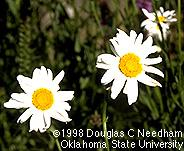 ©1998 Douglas C Needham
Oklahoma State University